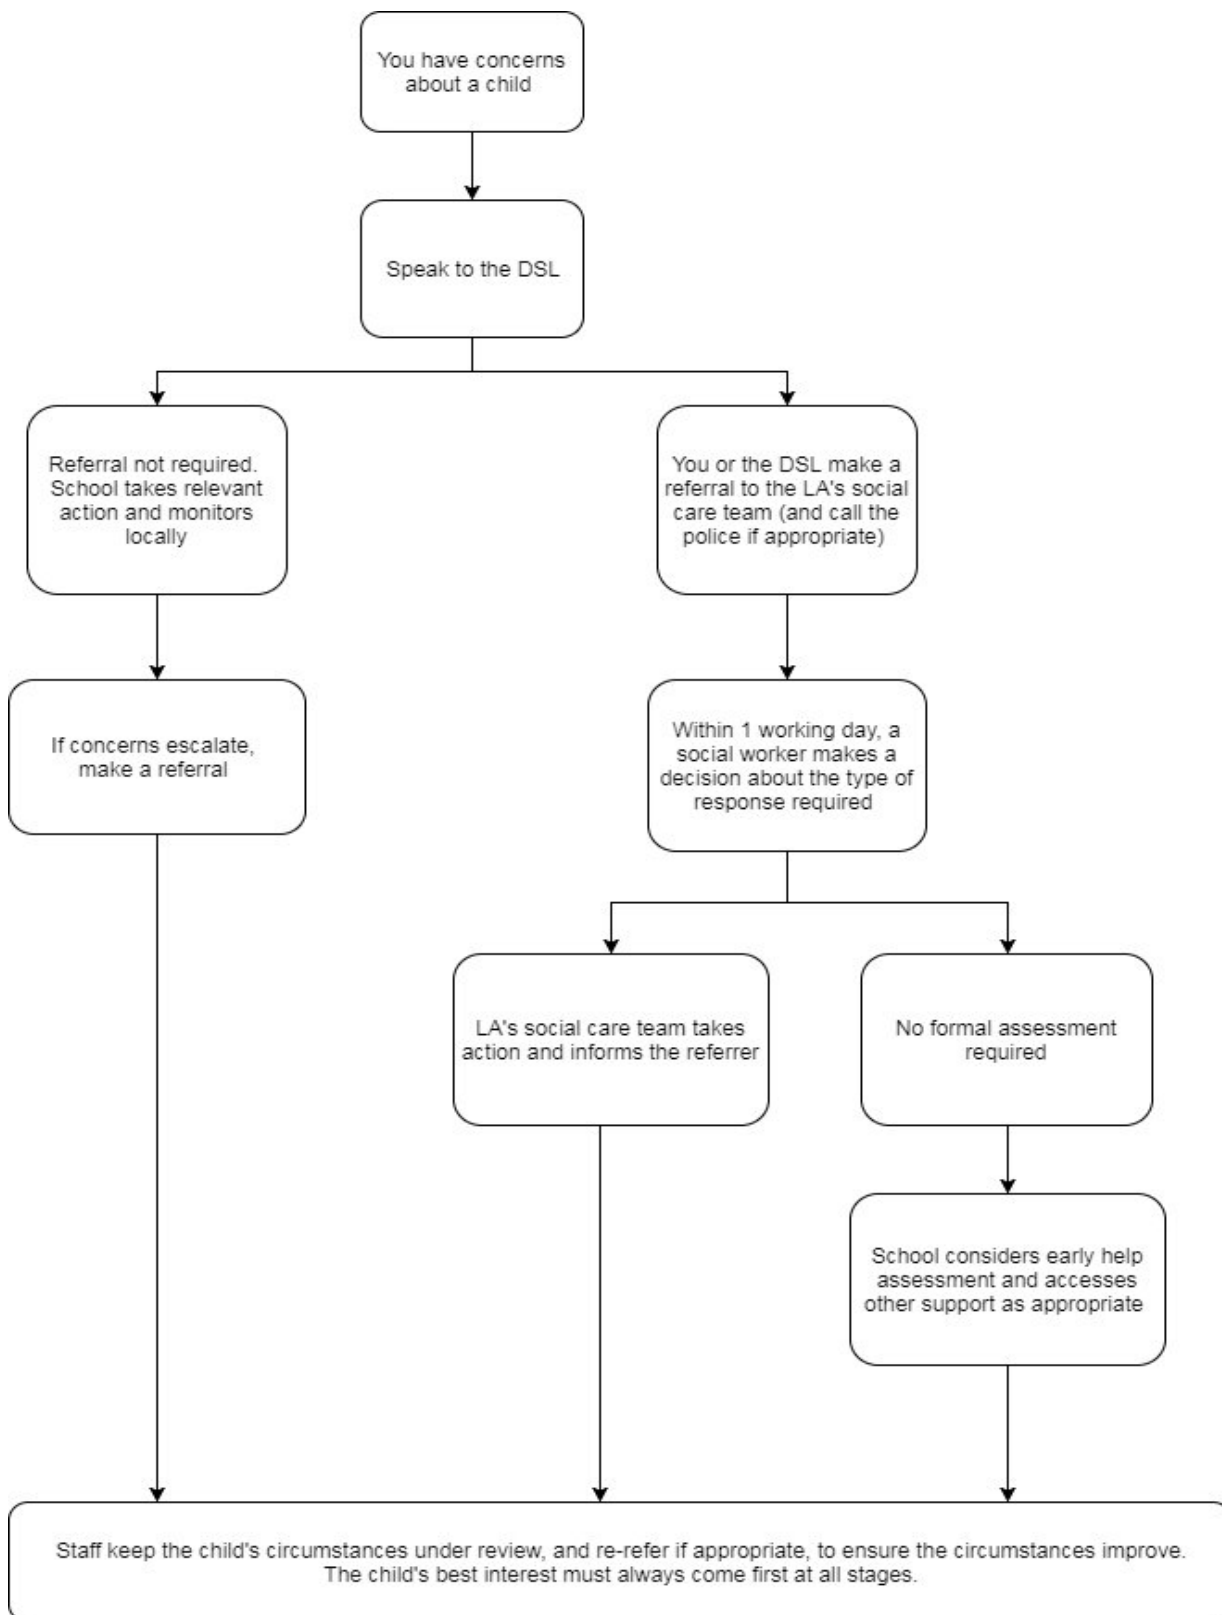 You have concerns
about a child
Speak to the DSL
Referral not required.
School takes relevant
action and monitors
locally
You or the DSL make a
referral to the LA's social
care team (and call the
police if appropriate)
If concerns escalate,
make a referral
Within 1 working day, a
social worker makes a
decision about the type of
response required
LA's social care team takes
action and informs the referrer
No formal assessment
required
School considers early help
assessment and accesses
other support as appropriate
Staff keep the child's circumstances under review, and re-refer if appropriate, to ensure the circumstances improve.
The child's best interest must always come first at all stages.